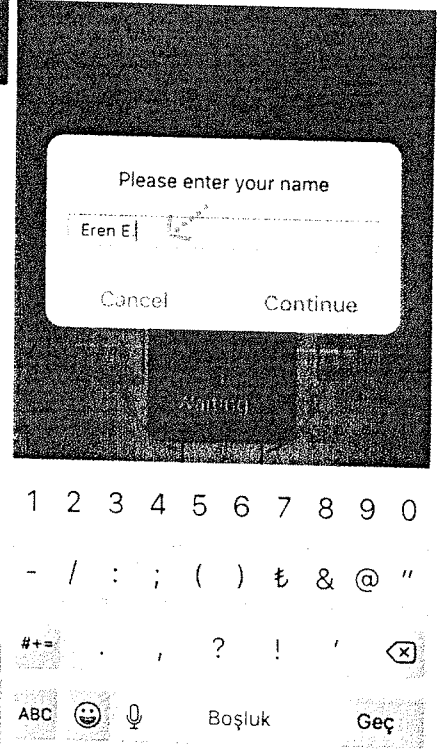 Please enter your name
Eren E.
Cancel Continue
Waiting
1 2 3 4 5 6 7 8 9 0
- / : ; ( ) ₺ & @ "
#+= . , ? ! '
ABC Boşluk Geç